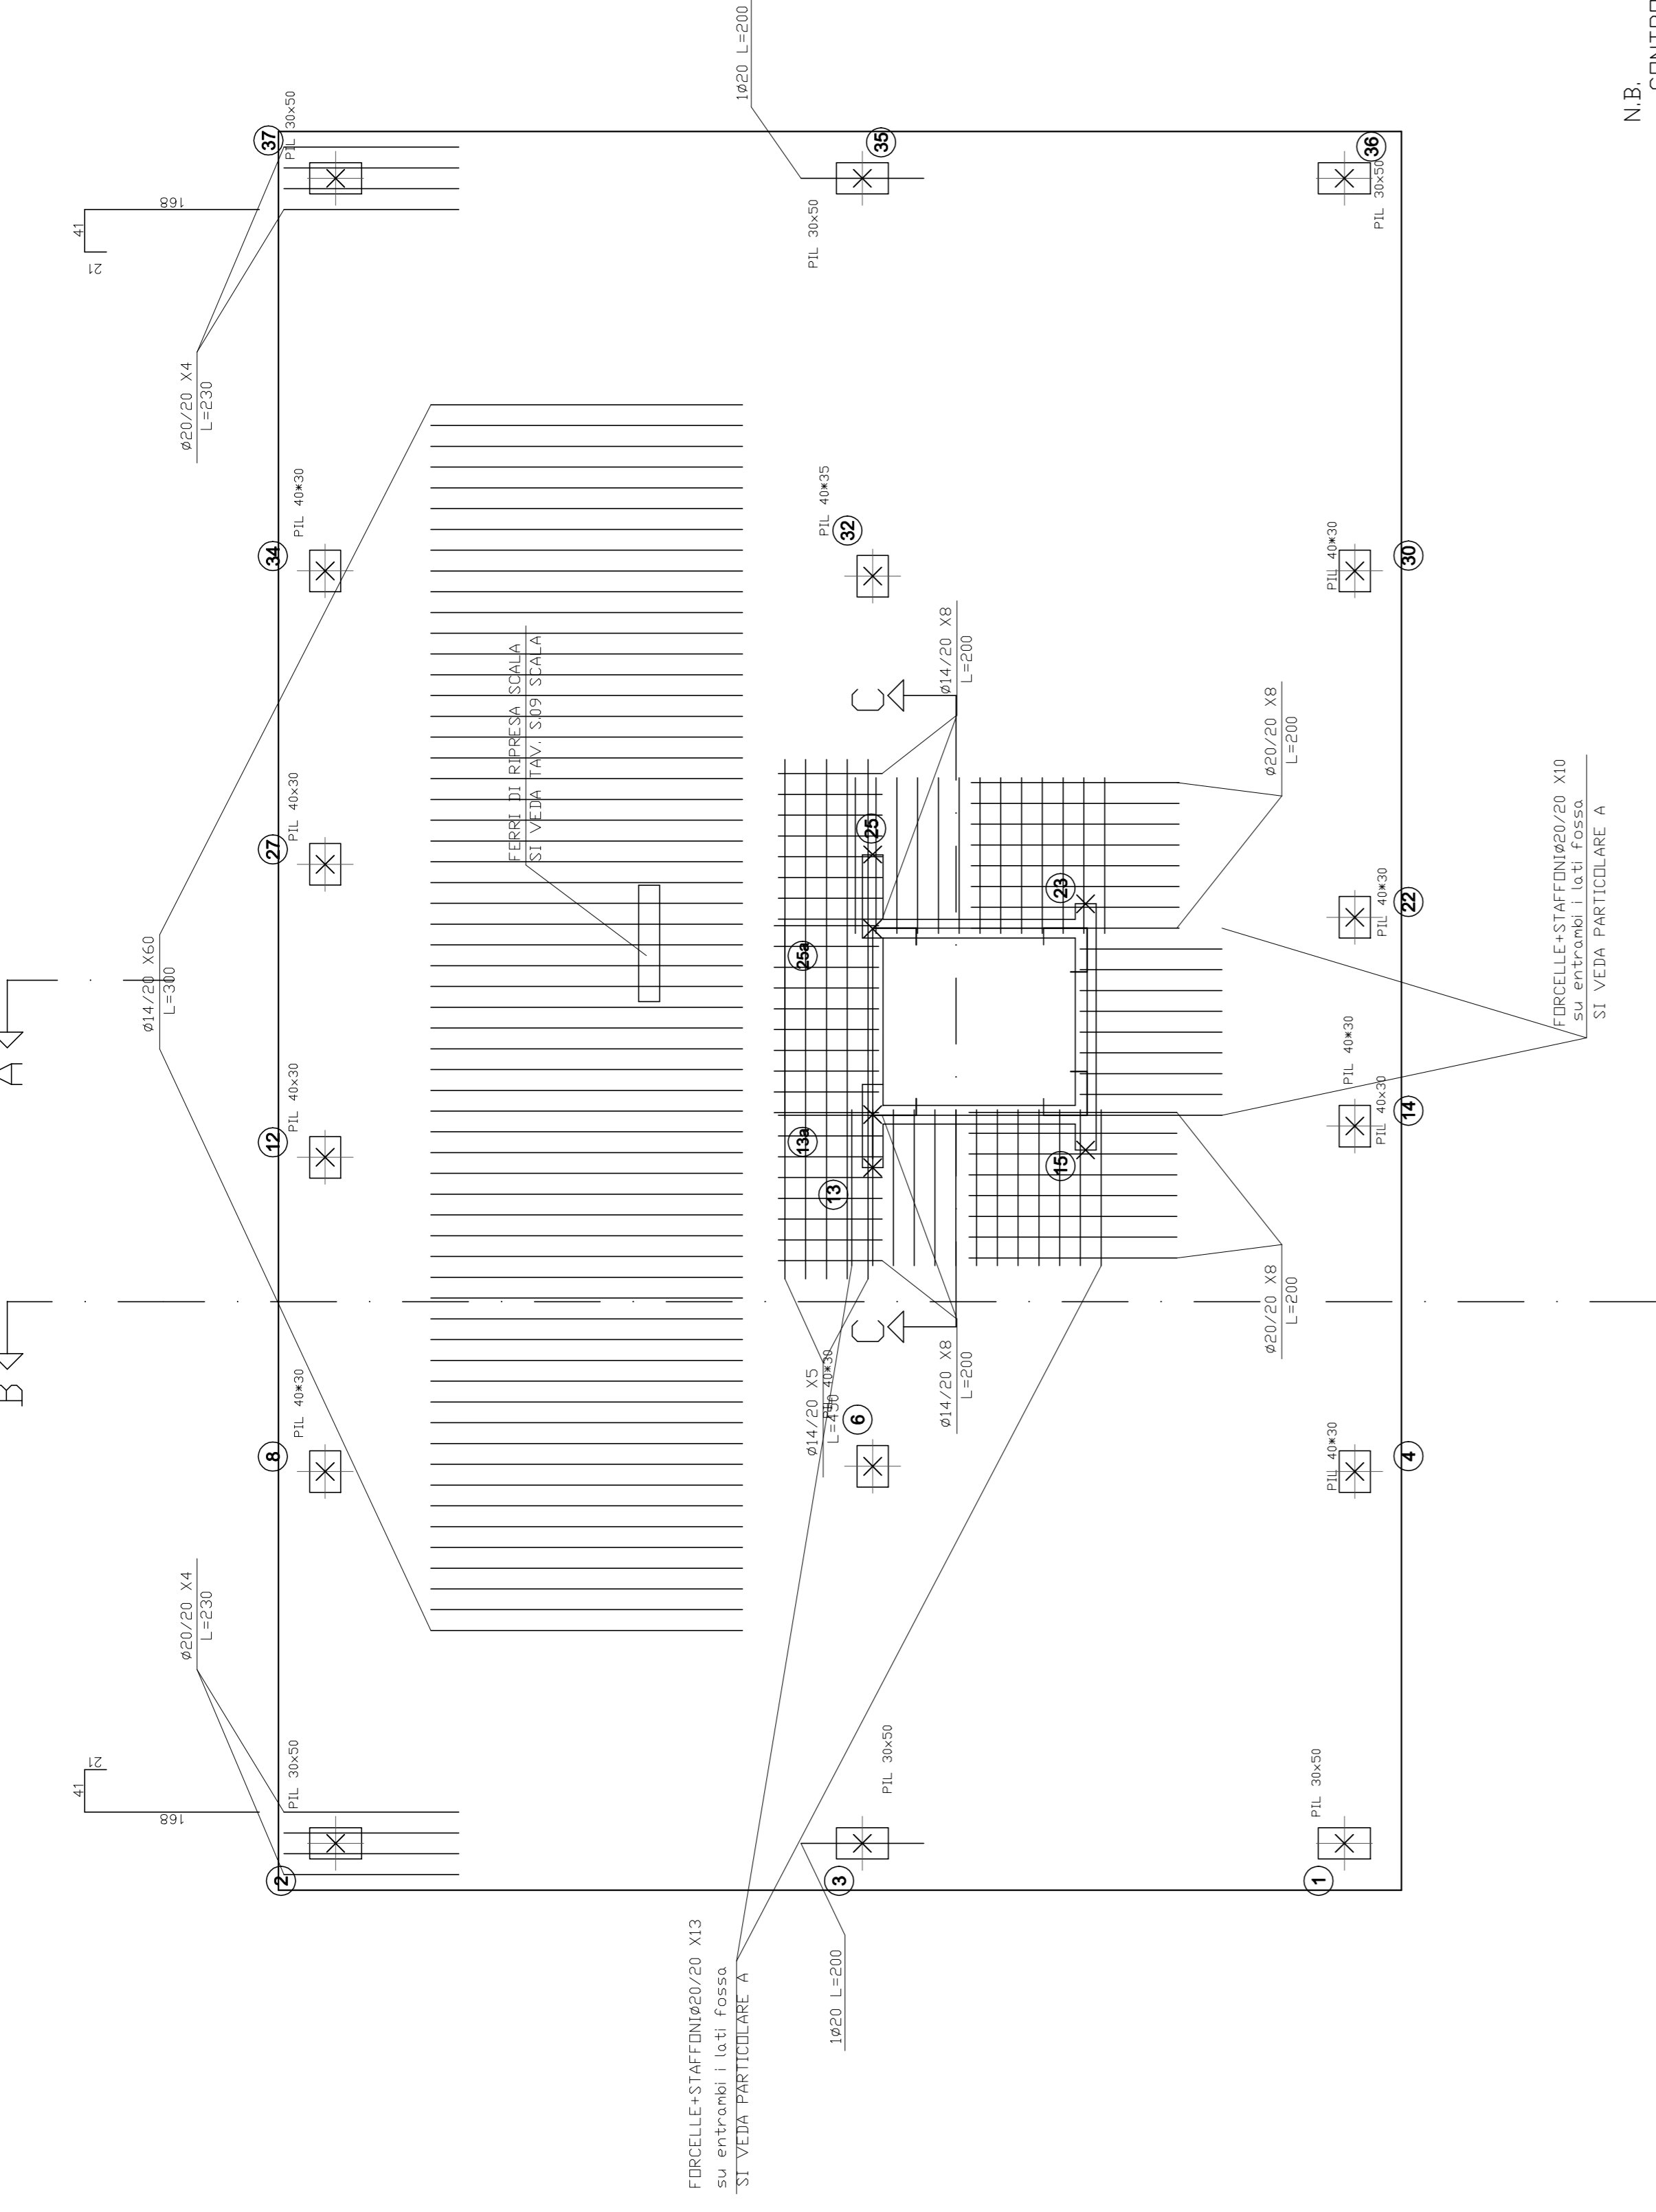 N.B.
1ø20 L=200
37
PIL 30x50
35
PIL 30x50
36
PIL 30x50
168
41
21
ø20/20 X4
L=230
34
PIL 40*30
32
PIL 40*35
30
PIL 40*30
FERRI DI RIPRESA SCALA
SI VEDA TAV. S.09 SCALA
C
ø14/20 X8
L=200
ø20/20 X8
L=200
27
PIL 40x30
25
23
22
PIL 40*30
25a
FORCELLE+STAFFONIø20/20 X10
su entrambi i lati fossa
SI VEDA PARTICOLARE A
ø14/20 X60
L=300
A
12
PIL 40x30
13a
13
15
14
PIL 40*30
PIL 40x30
B
C
ø14/20 X8
L=200
ø20/20 X8
L=200
8
PIL 40*30
ø14/20 X5
L=450
PIL 40*30
6
4
PIL 40*30
ø20/20 X4
L=230
41
21
168
2
PIL 30x50
3
PIL 30x50
1
PIL 30x50
1ø20 L=200
FORCELLE+STAFFONIø20/20 X13
su entrambi i lati fossa
SI VEDA PARTICOLARE A